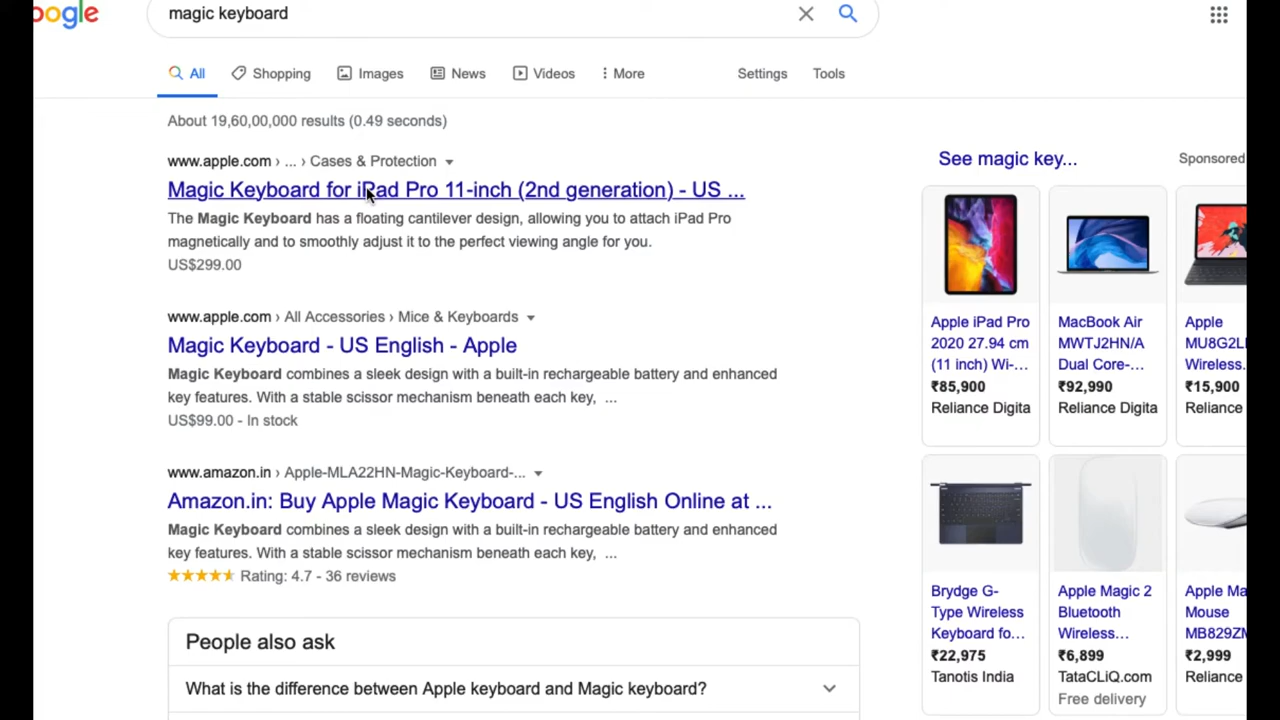 oogle
magic keyboard
All
Shopping
Images
News
Videos
More
Settings
Tools
About 19,60,00,000 results (0.49 seconds)
www.apple.com › ... › Cases & Protection
Magic Keyboard for iPad Pro 11-inch (2nd generation) - US ...
The Magic Keyboard has a floating cantilever design, allowing you to attach iPad Pro
magnetically and to smoothly adjust it to the perfect viewing angle for you.
US$299.00
www.apple.com › All Accessories › Mice & Keyboards
Magic Keyboard - US English - Apple
Magic Keyboard combines a sleek design with a built-in rechargeable battery and enhanced
key features. With a stable scissor mechanism beneath each key, ...
US$99.00 - In stock
www.amazon.in › Apple-MLA22HN-Magic-Keyboard-...
Amazon.in: Buy Apple Magic Keyboard - US English Online at ...
Magic Keyboard combines a sleek design with a built-in rechargeable battery and enhanced
key features. With a stable scissor mechanism beneath each key, ...
Rating: 4.7 - 36 reviews
People also ask
What is the difference between Apple keyboard and Magic keyboard?
See magic key...
Sponsored
Apple iPad Pro
2020 27.94 cm
(11 inch) Wi-...
₹85,900
Reliance Digita
MacBook Air
MWTJ2HN/A
Dual Core-...
₹92,990
Reliance Digita
Apple
MU8G2L
Wireless.
₹15,900
Reliance
Brydge G-
Type Wireless
Keyboard fo...
₹22,975
Tanotis India
Apple Magic 2
Bluetooth
Wireless...
₹6,899
TataCLiQ.com
Free delivery
Apple Ma
Mouse
MB829Z
₹2,999
Reliance